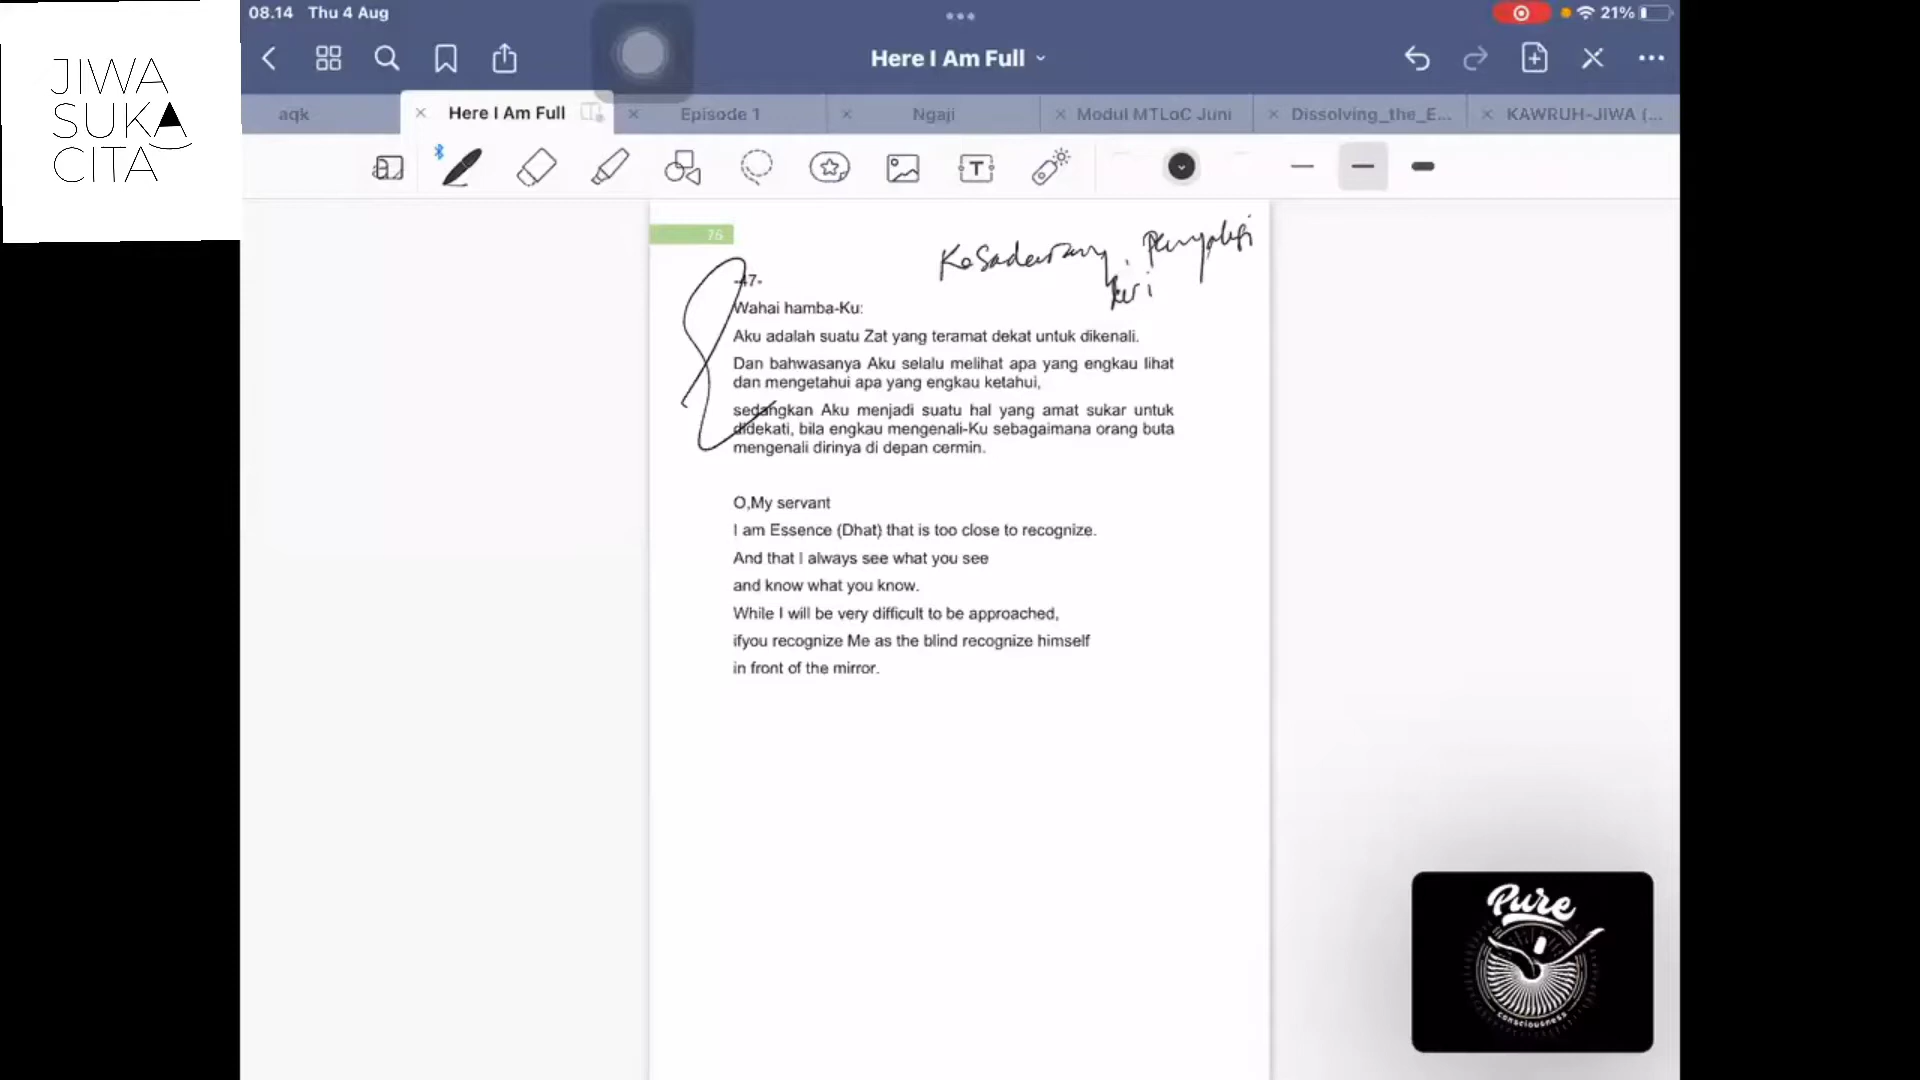 08.14 Thu 4 Aug
21%
JIWA
SUKA
CITA
Here I Am Full
aqk
Here I Am Full
Episode 1
Ngaji
Modul MTLoC Juni
Dissolving_the_E...
KAWRUH-JIWA (...
76
Kesadaran
-47-
Wahai hamba-Ku:
Aku adalah suatu Zat yang teramat dekat untuk dikenali.
Dan bahwasanya Aku selalu melihat apa yang engkau lihat
dan mengetahui apa yang engkau ketahui,
sedangkan Aku menjadi suatu hal yang amat sukar untuk
didekati, bila engkau mengenali-Ku sebagaimana orang buta
mengenali dirinya di depan cermin.
O,My servant
I am Essence (Dhat) that is too close to recognize.
And that I always see what you see
and know what you know.
While I will be very difficult to be approached,
ifyou recognize Me as the blind recognize himself
in front of the mirror.
Pure
consciousness